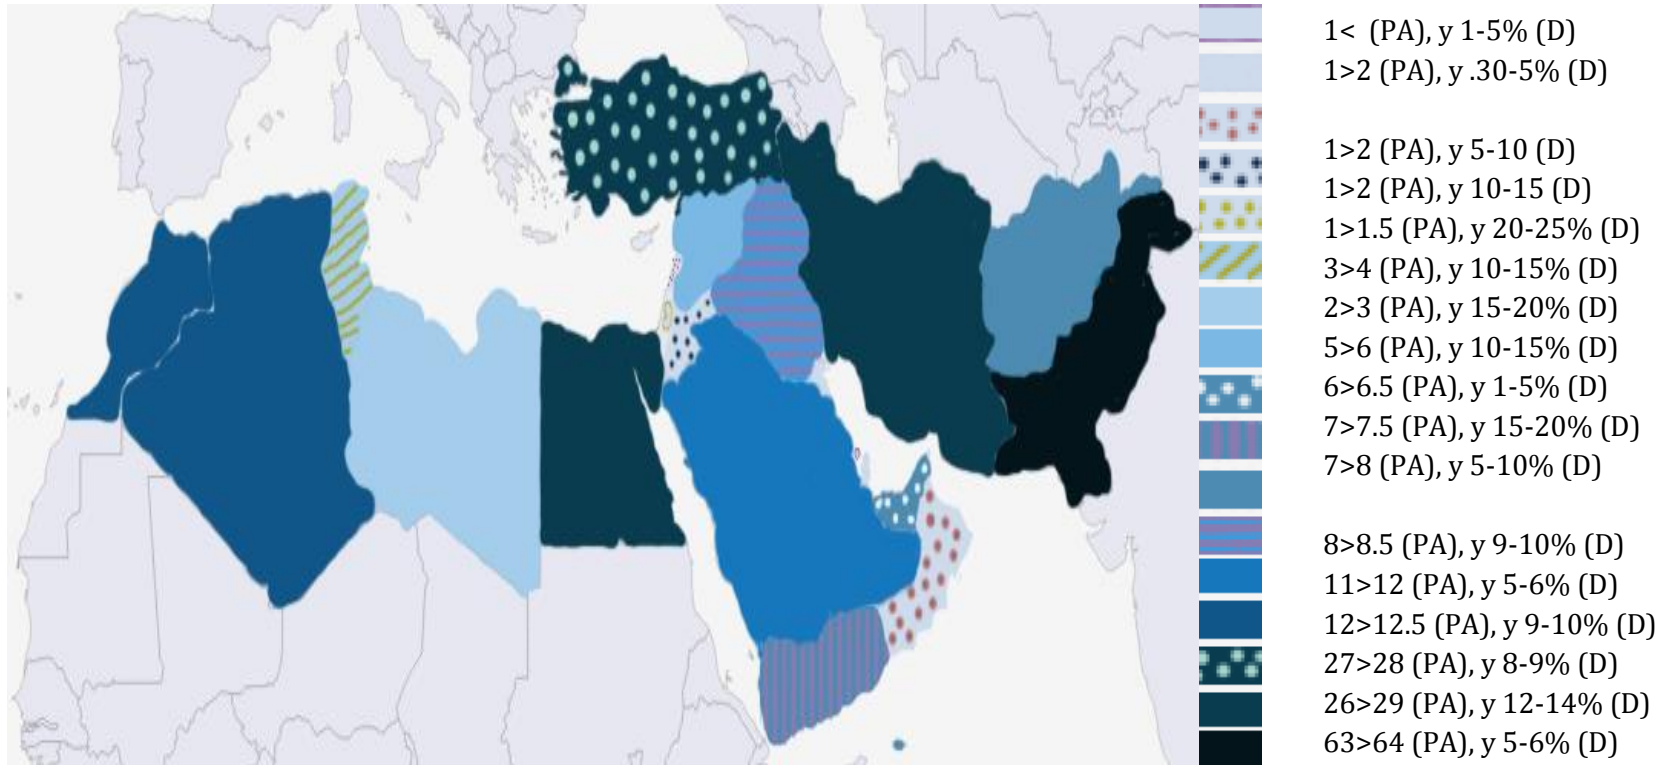 1< (PA), y 1-5% (D)
1>2 (PA), y .30-5% (D)
1>2 (PA), y 5-10 (D)
1>2 (PA), y 10-15 (D)
1>1.5 (PA), y 20-25% (D)
3>4 (PA), y 10-15% (D)
2>3 (PA), y 15-20% (D)
5>6 (PA), y 10-15% (D)
6>6.5 (PA), y 1-5% (D)
7>7.5 (PA), y 15-20% (D)
7>8 (PA), y 5-10% (D)
8>8.5 (PA), y 9-10% (D)
11>12 (PA), y 5-6% (D)
12>12.5 (PA), y 9-10% (D)
27>28 (PA), y 8-9% (D)
26>29 (PA), y 12-14% (D)
63>64 (PA), y 5-6% (D)